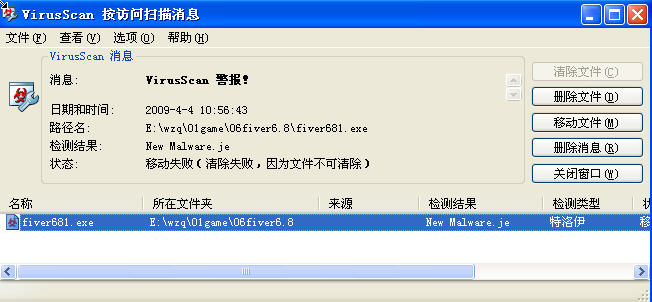 VirusScan 按访问扫描消息
文件(F) 查看(V) 选项(O) 帮助(H)
VirusScan 消息
消息: VirusScan 警报!
日期和时间: 2009-4-4 10:56:43
路径名: E:\wzq\01game\06fiver6.8\fiver681.exe
检测结果: New Malware.je
状态: 移动失败(清除失败，因为文件不可清除)
清除文件(C)
删除文件(D)
移动文件(M)
删除消息(R)
关闭窗口(W)
名称 所在文件夹 来源 检测结果 检测类型 状
fiver681.exe E:\wzq\01game\06fiver6.8 New Malware.je 特洛伊 移